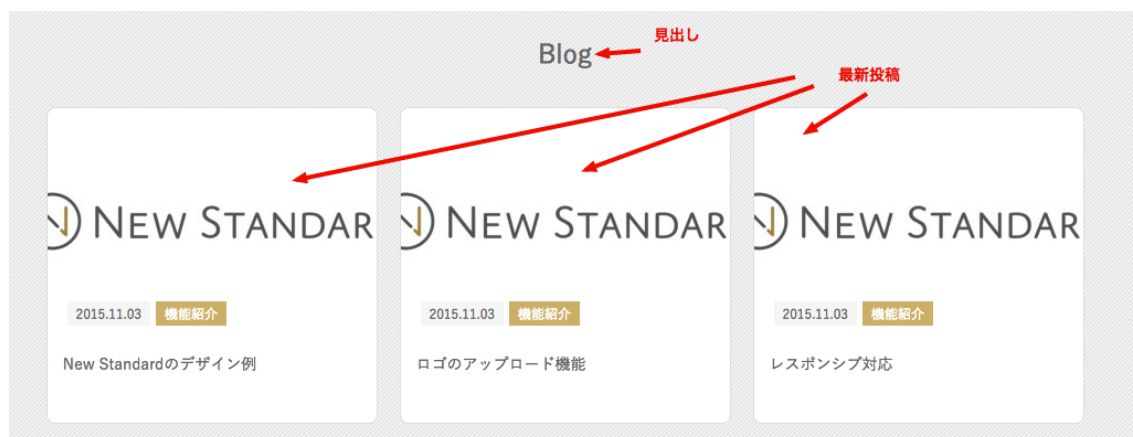 見出し
Blog
最新投稿
NEW STANDAR
NEW STANDAR
NEW STANDAR
2015.11.03 機能紹介
2015.11.03 機能紹介
2015.11.03 機能紹介
New Standardのデザイン例
ロゴのアップロード機能
レスポンシブ対応